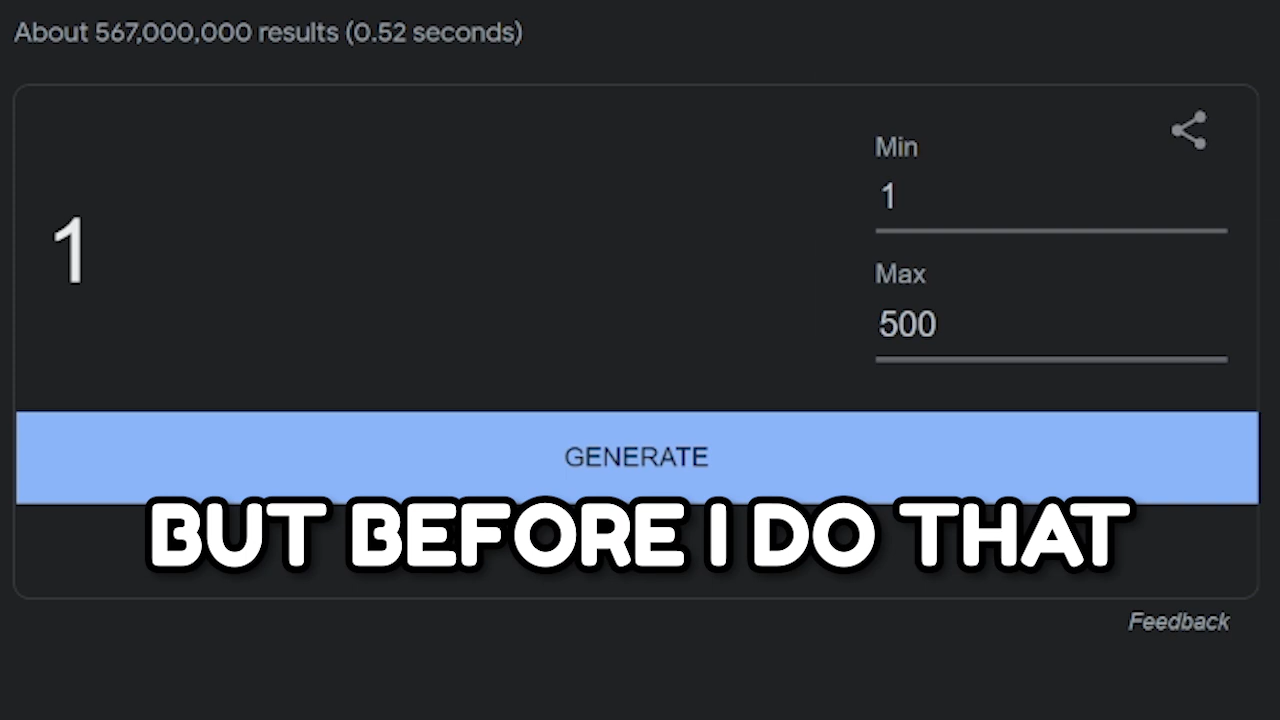 About 567,000,000 results (0.52 seconds)
Min
1
1
Max
500
GENERATE
BUT BEFORE I DO THAT
Feedback